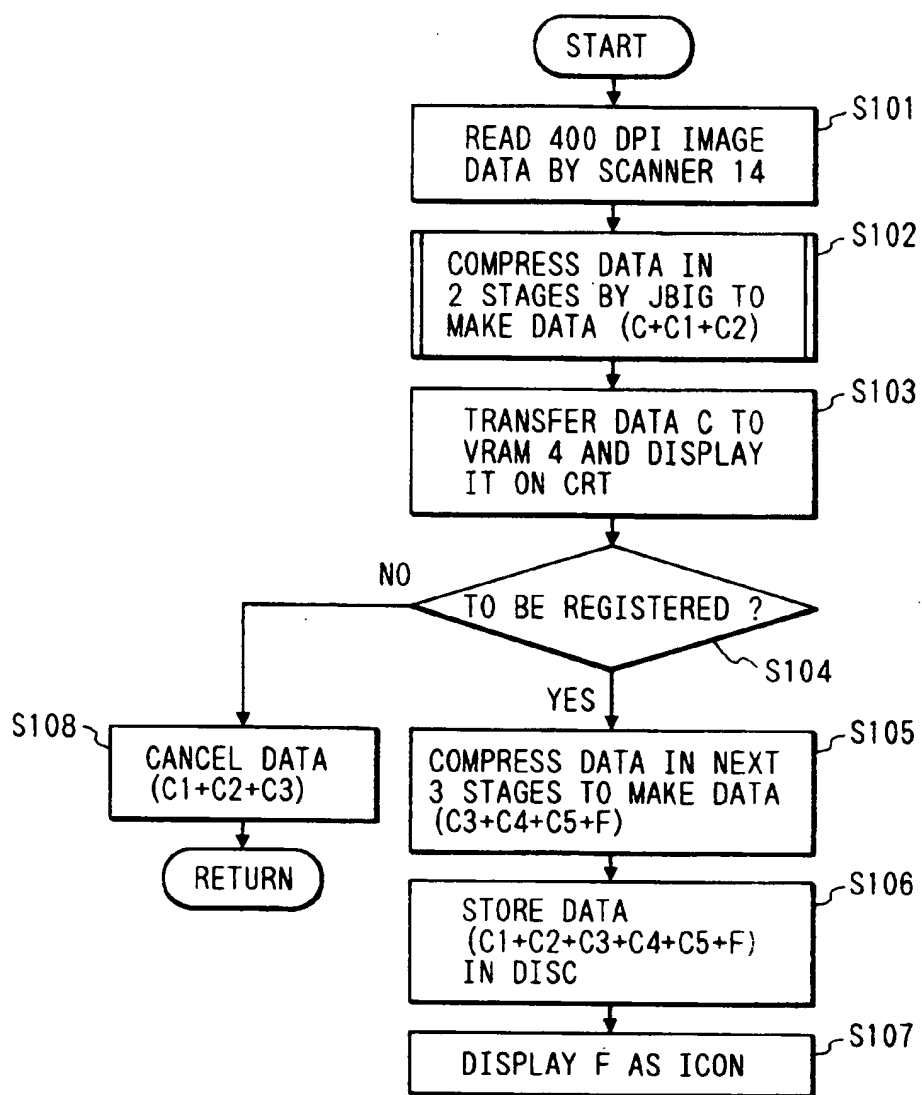 START
S101
READ 400 DPI IMAGE
DATA BY SCANNER 14
S102
COMPRESS DATA IN
2 STAGES BY JBIG TO
MAKE DATA (C+C1+C2)
S103
TRANSFER DATA C TO
VRAM 4 AND DISPLAY
IT ON CRT
NO
TO BE REGISTERED ?
S104
YES
S108
CANCEL DATA
(C1+C2+C3)
RETURN
S105
COMPRESS DATA IN NEXT
3 STAGES TO MAKE DATA
(C3+C4+C5+F)
S106
STORE DATA
(C1+C2+C3+C4+C5+F)
IN DISC
S107
DISPLAY F AS ICON